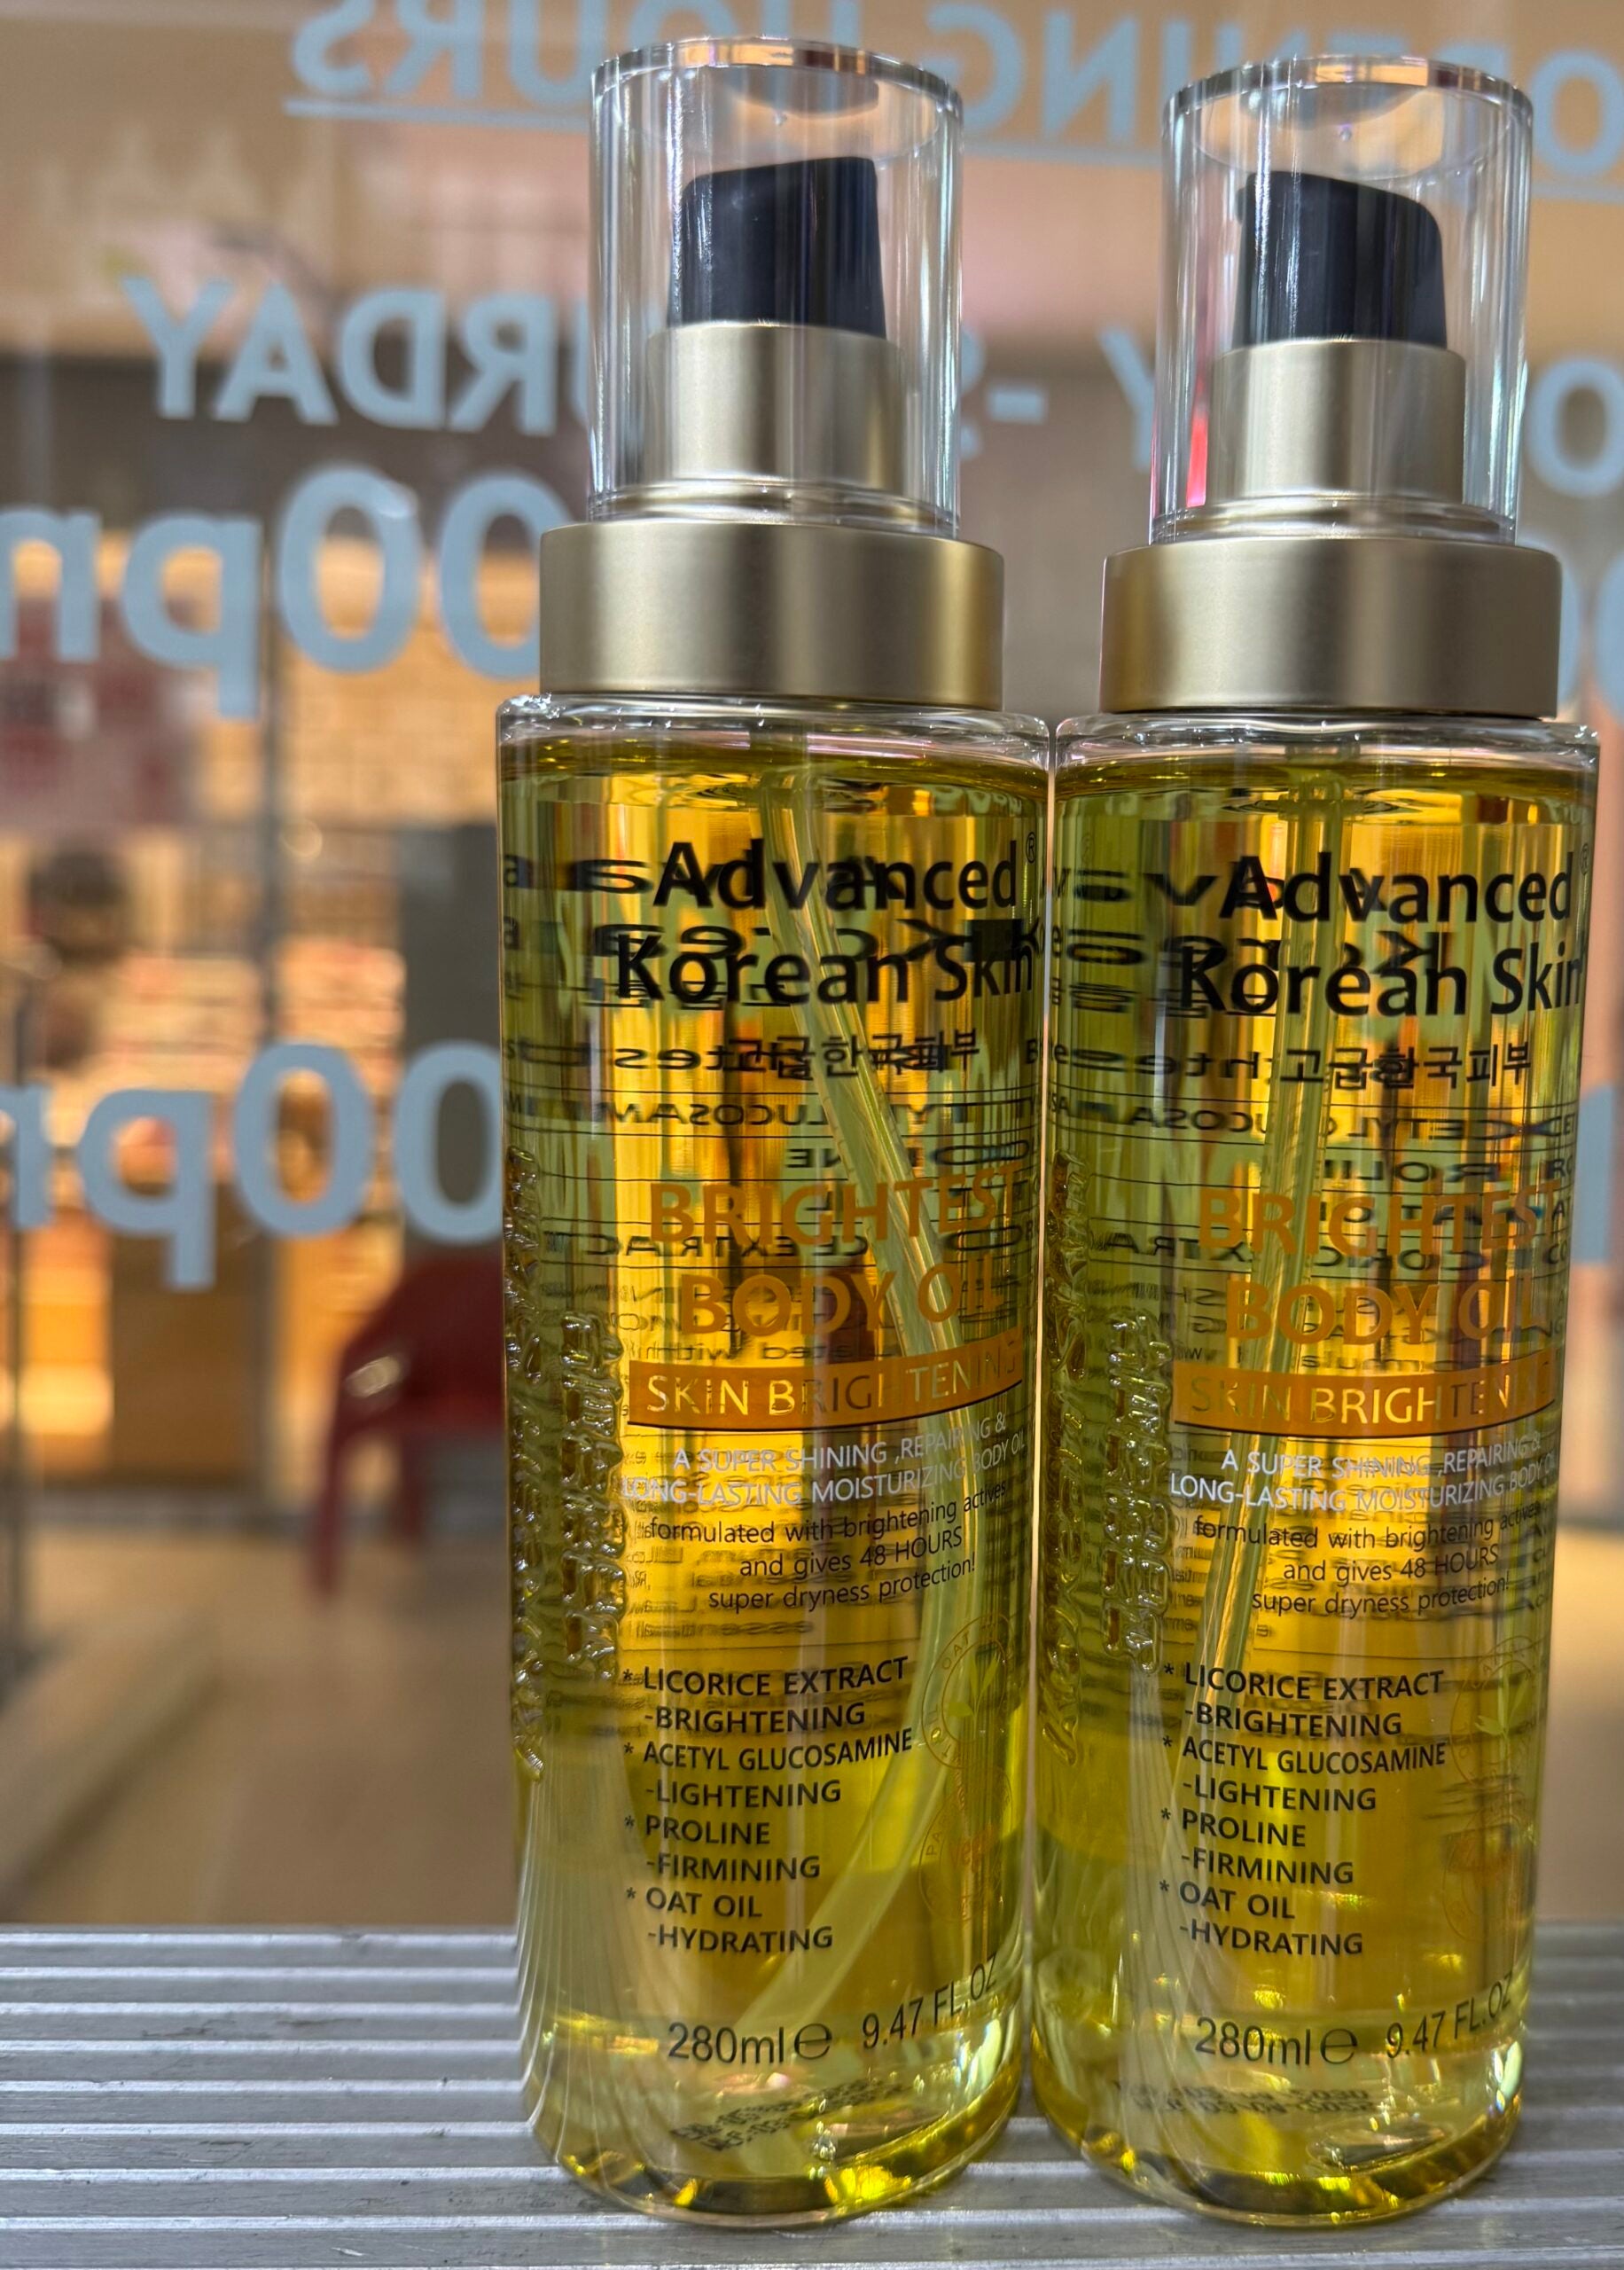 OPENING HOURS
Advanced®
Korean Skin
고급한국피부
BRIGHTEST
BODY OIL
SKIN BRIGHTENING
A SUPER SHINING ,REPAIRING &
LONG-LASTING MOISTURIZING BODY OIL
formulated with brightening actives
and gives 48 HOURS
super dryness protection!
* LICORICE EXTRACT
-BRIGHTENING
* ACETYL GLUCOSAMINE
-LIGHTENING
* PROLINE
-FIRMINING
* OAT OIL
-HYDRATING
280ml℮ 9.47 FL.OZ
Advanced®
Korean Skin
고급한국피부
BRIGHTEST
BODY OIL
SKIN BRIGHTENING
A SUPER SHINING ,REPAIRING &
LONG-LASTING MOISTURIZING BODY OIL
formulated with brightening actives
and gives 48 HOURS
super dryness protection!
* LICORICE EXTRACT
-BRIGHTENING
* ACETYL GLUCOSAMINE
-LIGHTENING
* PROLINE
-FIRMINING
* OAT OIL
-HYDRATING
280ml℮ 9.47 FL.OZ